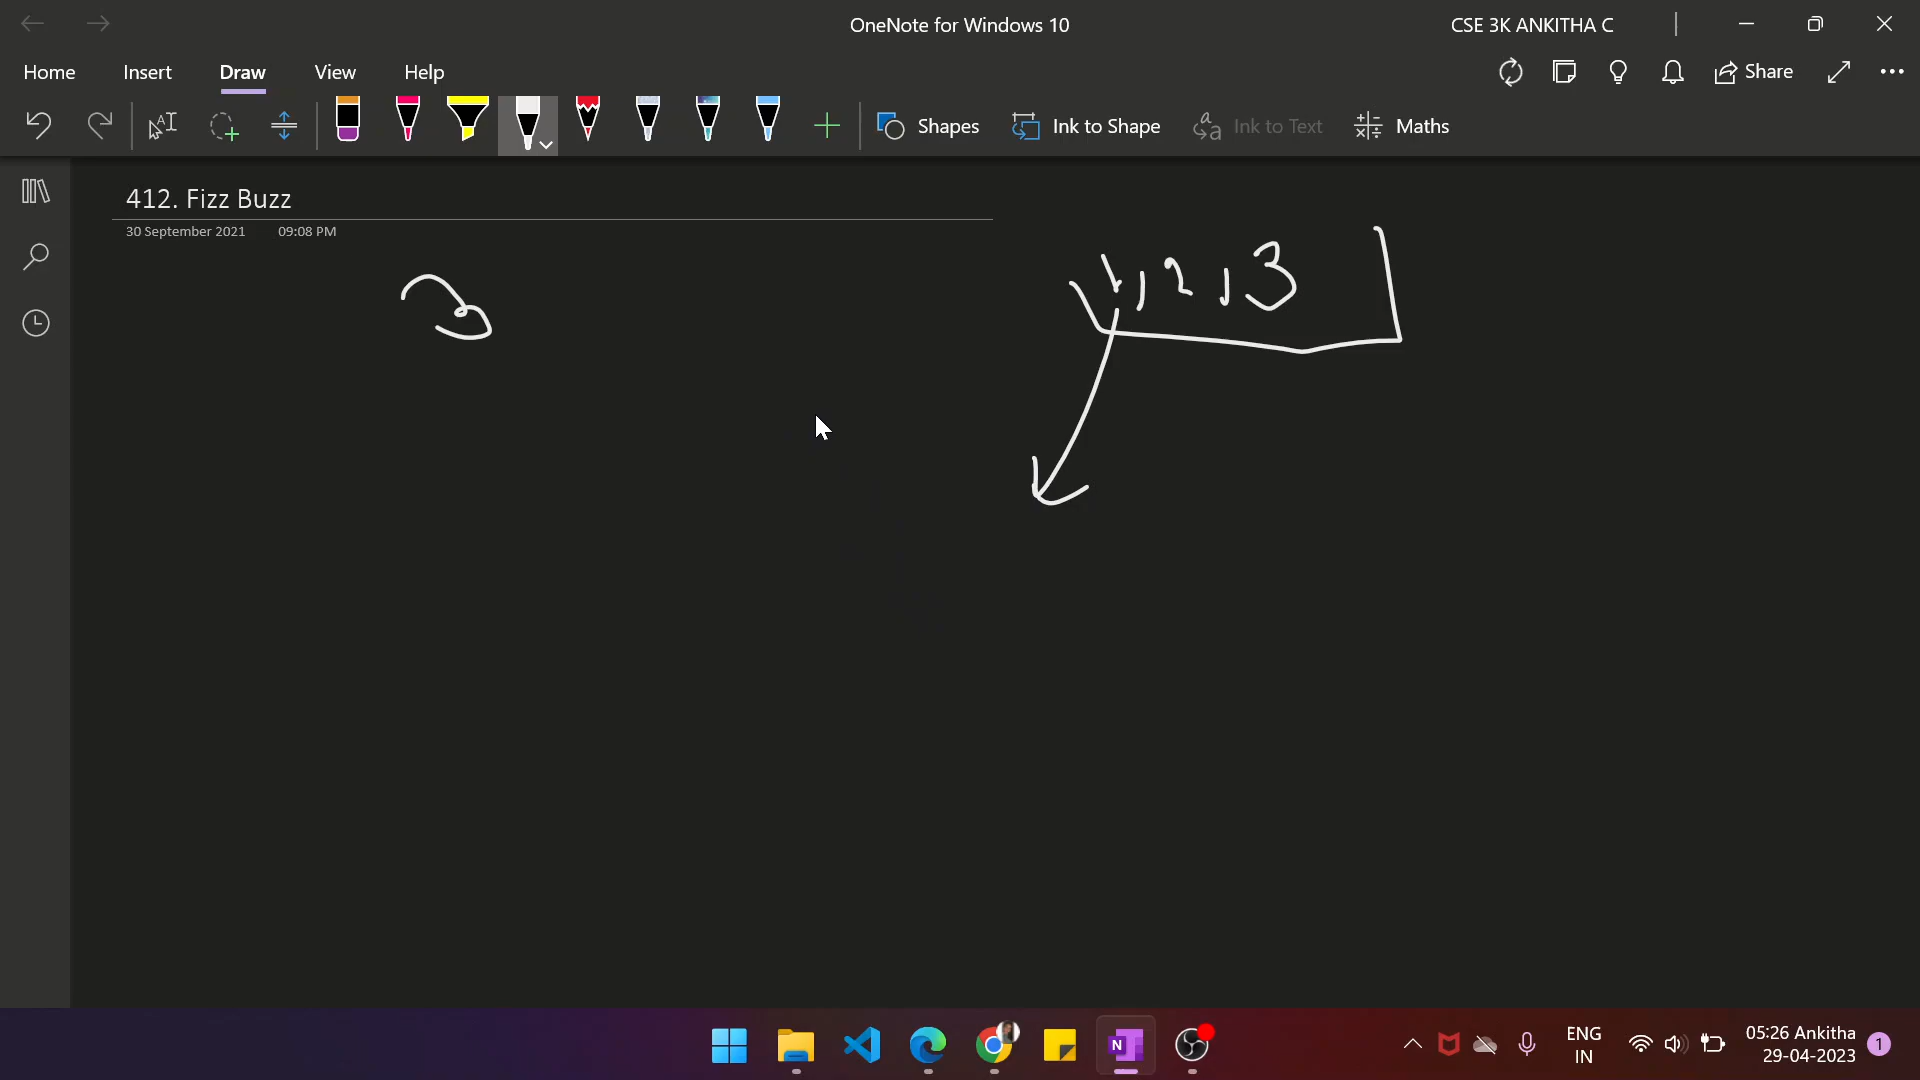 OneNote for Windows 10
CSE 3K ANKITHA C
Home Insert Draw View Help
Share
Shapes Ink to Shape Ink to Text Maths
412. Fizz Buzz
30 September 2021 09:08 PM
3
1, 2, 3
ENG
IN
05:26 Ankitha
29-04-2023
1